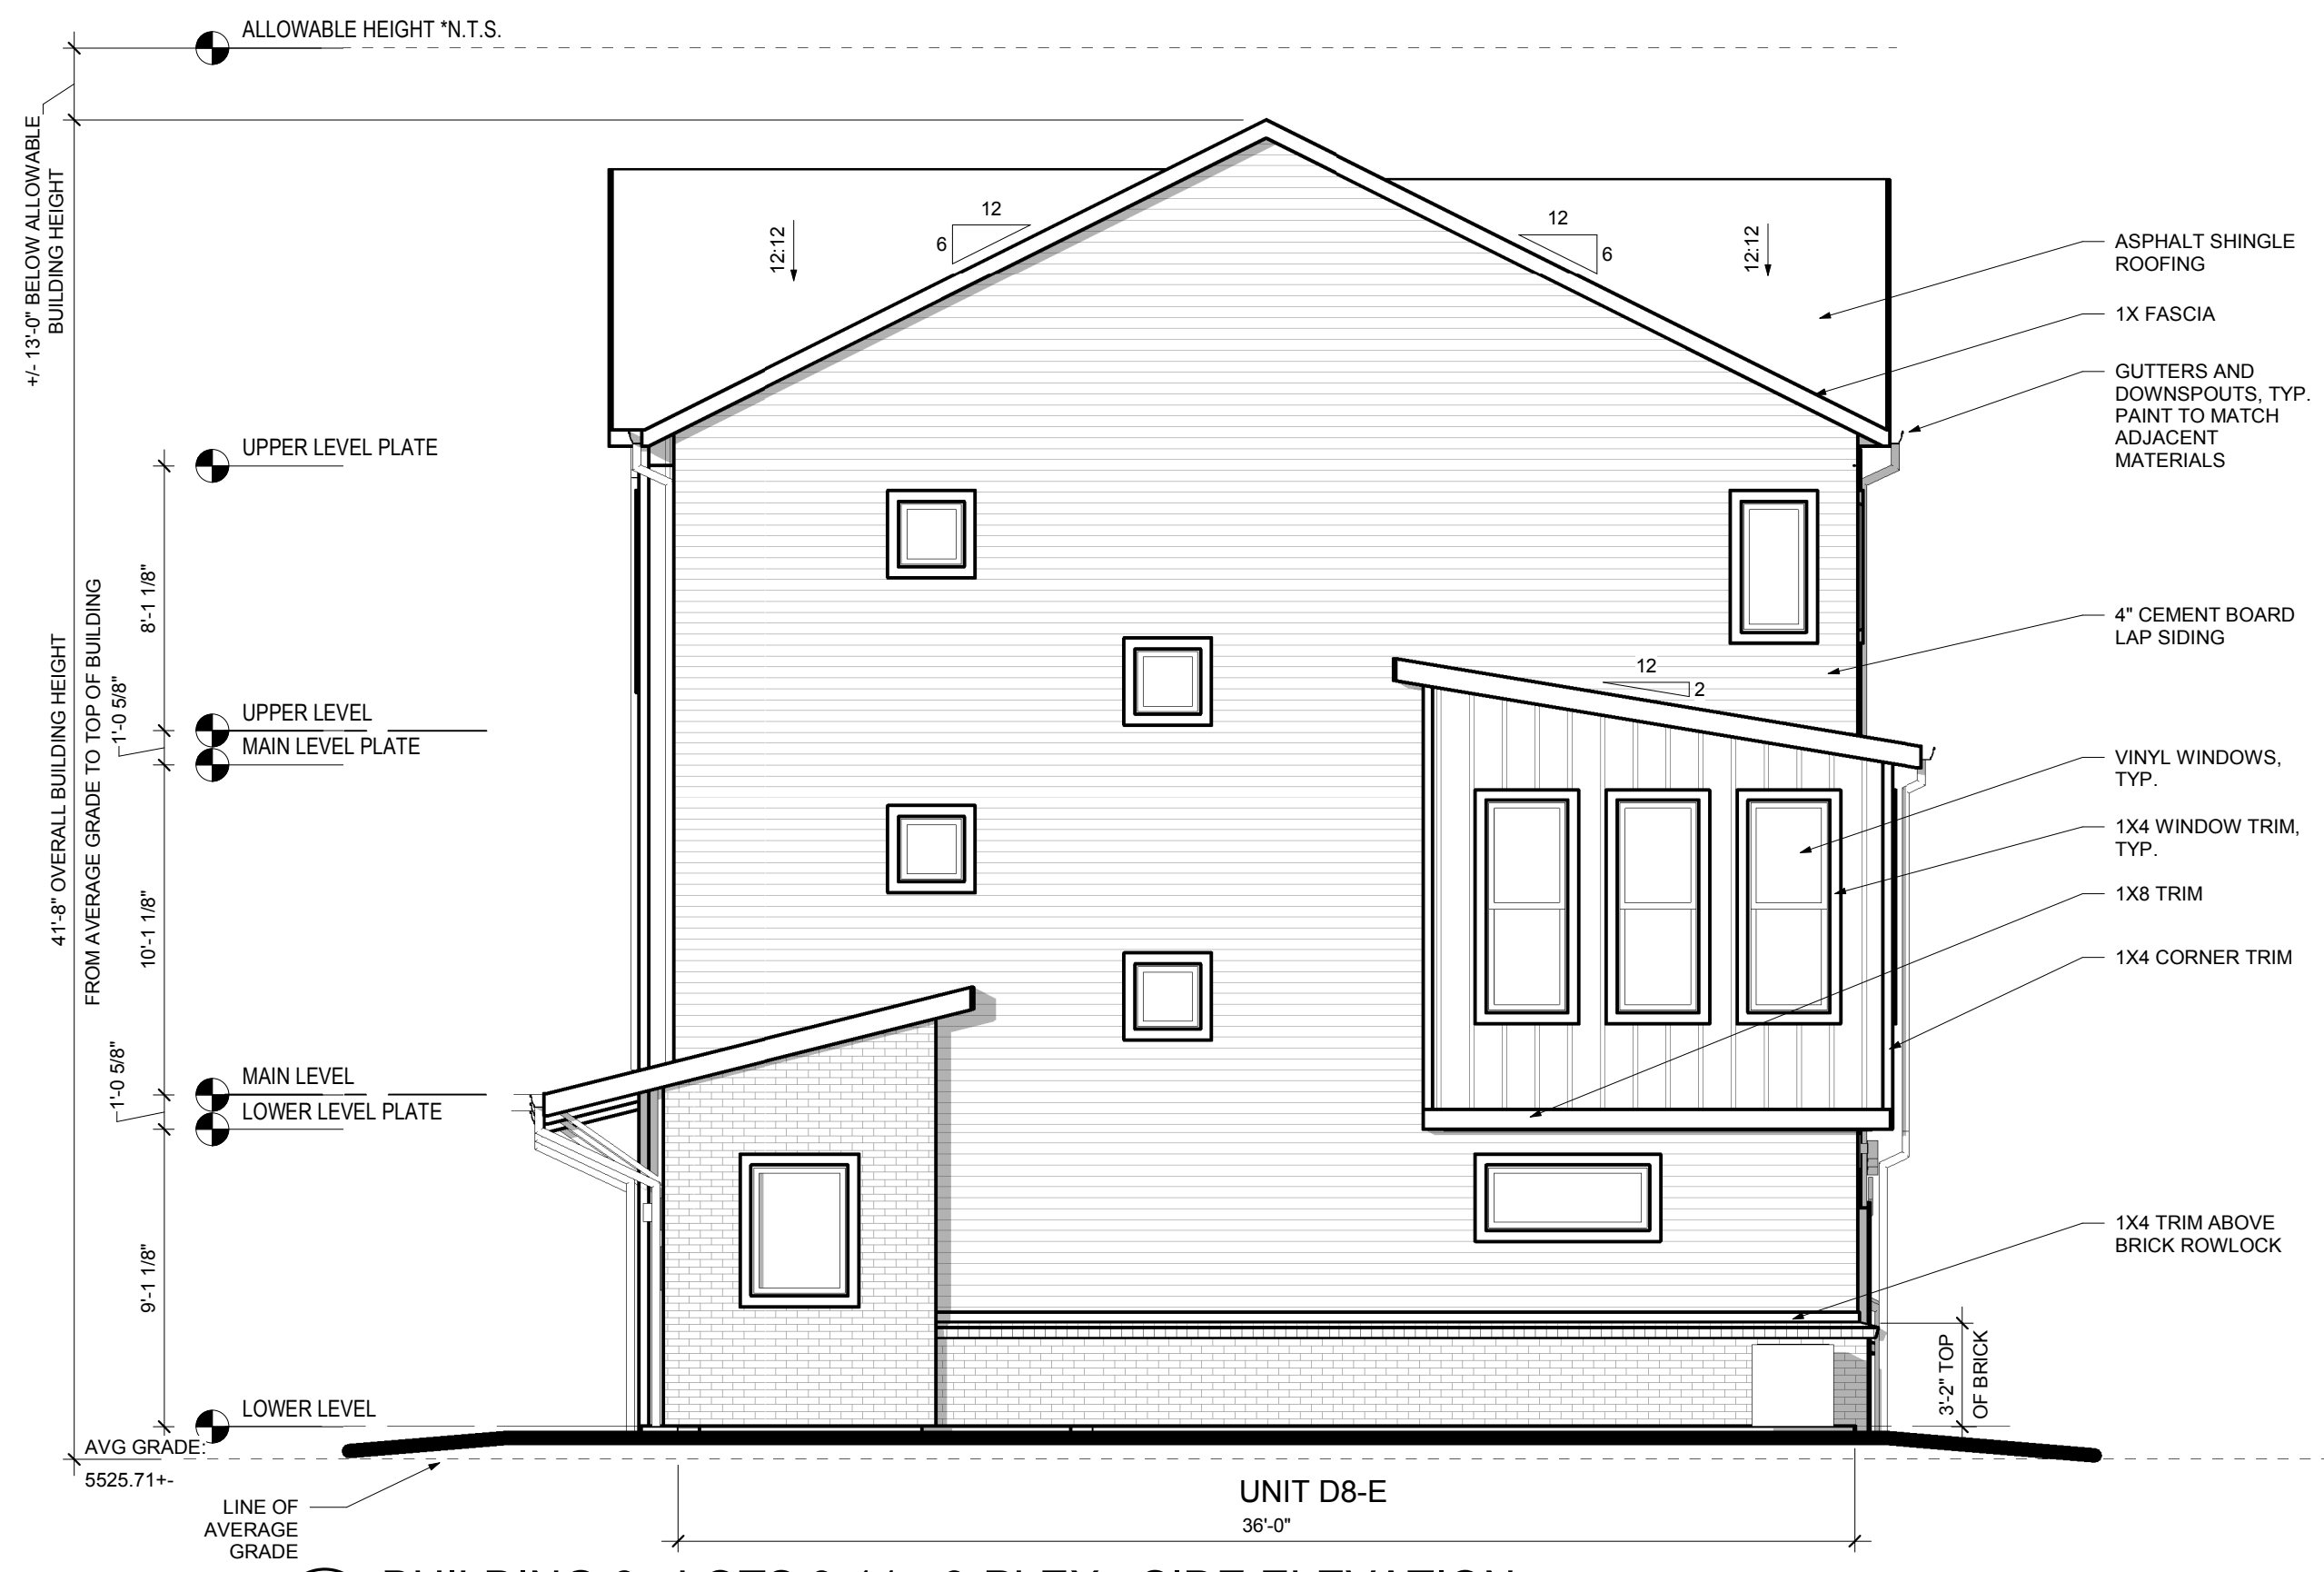 ALLOWABLE HEIGHT *N.T.S.
+/- 13'-0" BELOW ALLOWABLE
BUILDING HEIGHT
12
6
12:12
12
6
12:12
ASPHALT SHINGLE
ROOFING
1X FASCIA
GUTTERS AND
DOWNSPOUTS, TYP.
PAINT TO MATCH
ADJACENT
MATERIALS
UPPER LEVEL PLATE
8'-1 1/8"
41'-8" OVERALL BUILDING HEIGHT
FROM AVERAGE GRADE TO TOP OF BUILDING
1'-0 5/8"
4" CEMENT BOARD
LAP SIDING
12
2
UPPER LEVEL
MAIN LEVEL PLATE
VINYL WINDOWS,
TYP.
1X4 WINDOW TRIM,
TYP.
1X8 TRIM
10'-1 1/8"
1X4 CORNER TRIM
1'-0 5/8"
MAIN LEVEL
LOWER LEVEL PLATE
9'-1 1/8"
1X4 TRIM ABOVE
BRICK ROWLOCK
3'-2" TOP
OF BRICK
LOWER LEVEL
AVG GRADE:
5525.71+-
LINE OF
AVERAGE
GRADE
UNIT D8-E
36'-0"